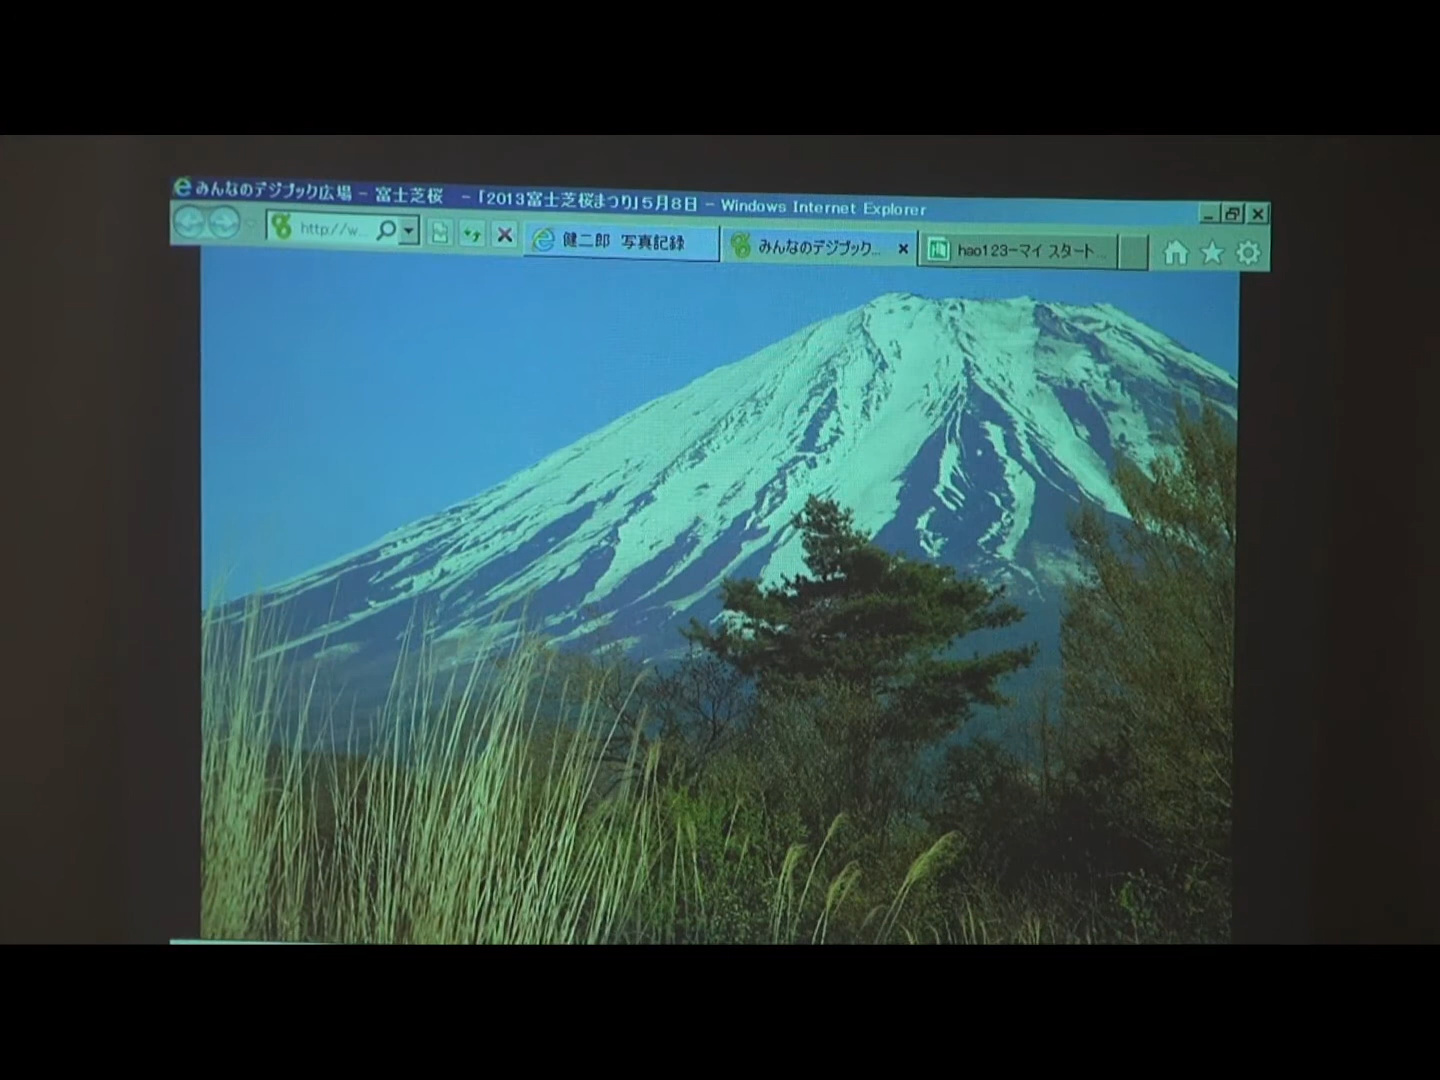 みんなのデジブック広場 - 富士芝桜 -「2013富士芝桜まつり」5月8日 - Windows Internet Explorer
http://w...
健二郎 写真記録
みんなのデジブック...
hao123-マイ スタート...